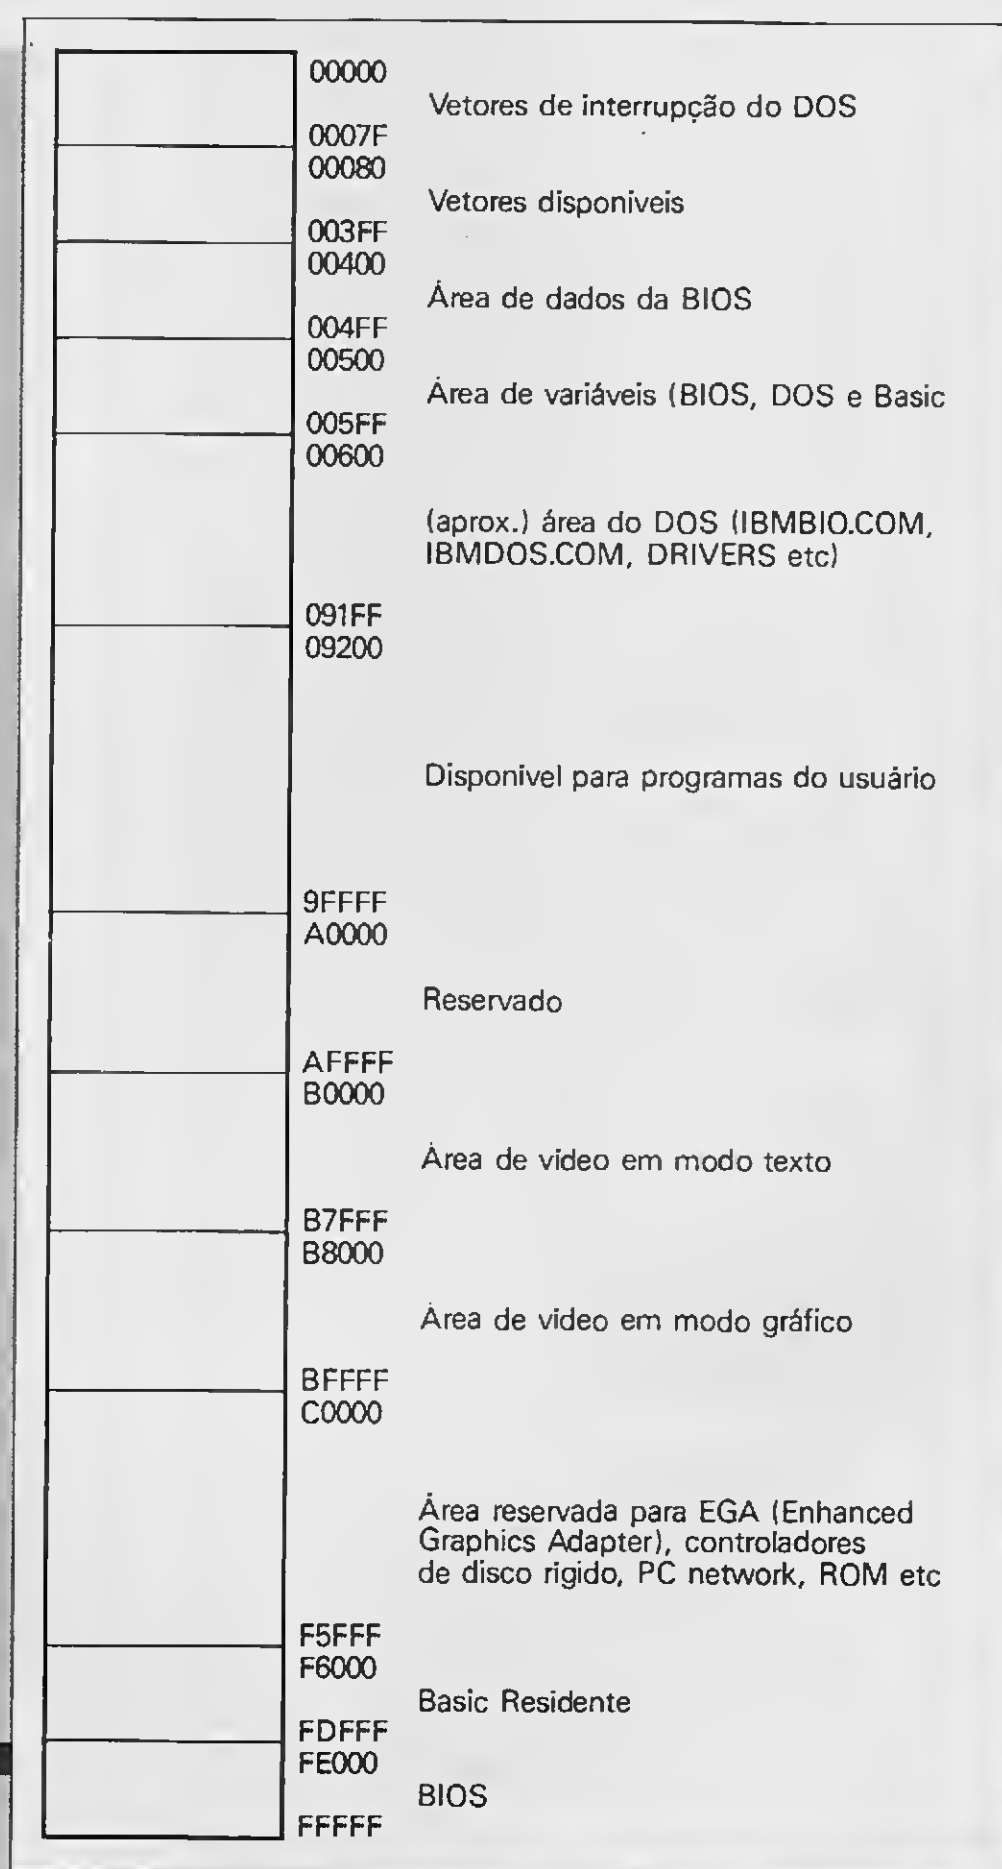 00000
Vetores de interrupção do DOS
0007F
00080
Vetores disponiveis
003FF
00400
Área de dados da BIOS
004FF
00500
Área de variáveis (BIOS, DOS e Basic
005FF
00600
(aprox.) área do DOS (IBMBIO.COM,
IBMDOS.COM, DRIVERS etc)
091FF
09200
Disponivel para programas do usuário
9FFFF
A0000
Reservado
AFFFF
B0000
Área de video em modo texto
B7FFF
B8000
Área de video em modo gráfico
BFFFF
C0000
Área reservada para EGA (Enhanced
Graphics Adapter), controladores
de disco rigido, PC network, ROM etc
F5FFF
F6000
Basic Residente
FDFFF
FE000
BIOS
FFFFF